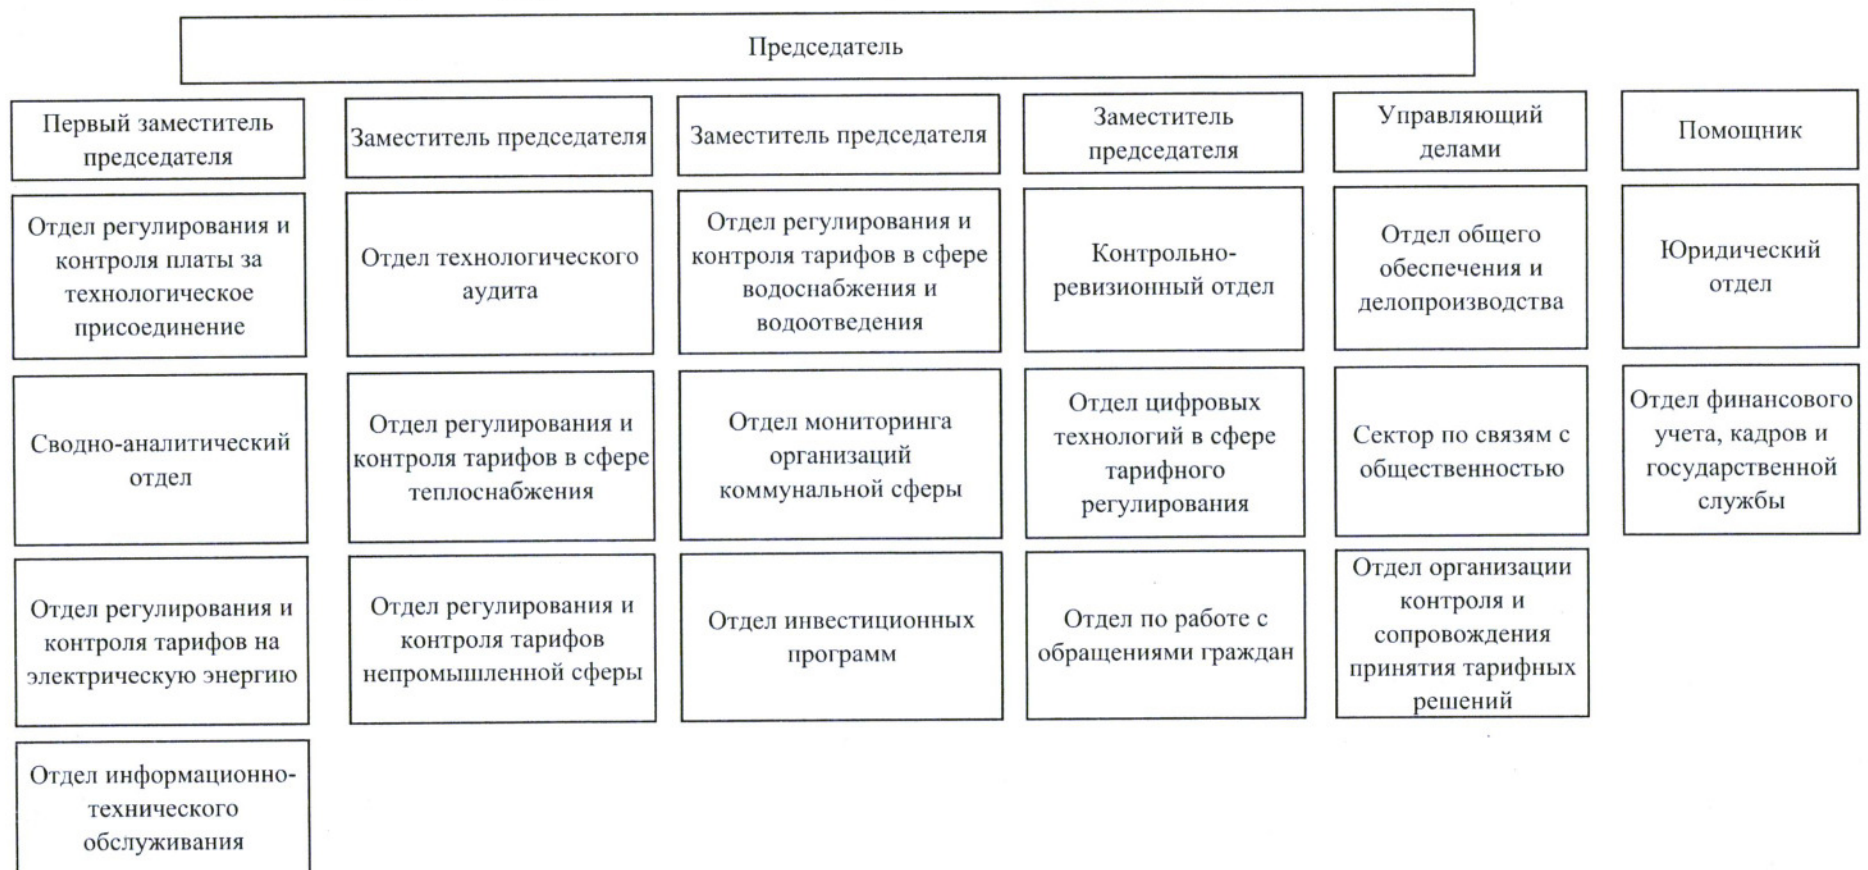 Председатель
Первый заместитель
председателя
Заместитель председателя
Заместитель председателя
Заместитель
председателя
Управляющий
делами
Помощник
Отдел регулирования и
контроля платы за
технологическое
присоединение
Отдел технологического
аудита
Отдел регулирования и
контроля тарифов в сфере
водоснабжения и
водоотведения
Контрольно-
ревизионный отдел
Отдел общего
обеспечения и
делопроизводства
Юридический
отдел
Сводно-аналитический
отдел
Отдел регулирования и
контроля тарифов в сфере
теплоснабжения
Отдел мониторинга
организаций
коммунальной сферы
Отдел цифровых
технологий в сфере
тарифного
регулирования
Сектор по связям с
общественностью
Отдел финансового
учета, кадров и
государственной
службы
Отдел регулирования и
контроля тарифов на
электрическую энергию
Отдел регулирования и
контроля тарифов
непромышленной сферы
Отдел инвестиционных
программ
Отдел по работе с
обращениями граждан
Отдел организации
контроля и
сопровождения
принятия тарифных
решений
Отдел информационно-
технического
обслуживания